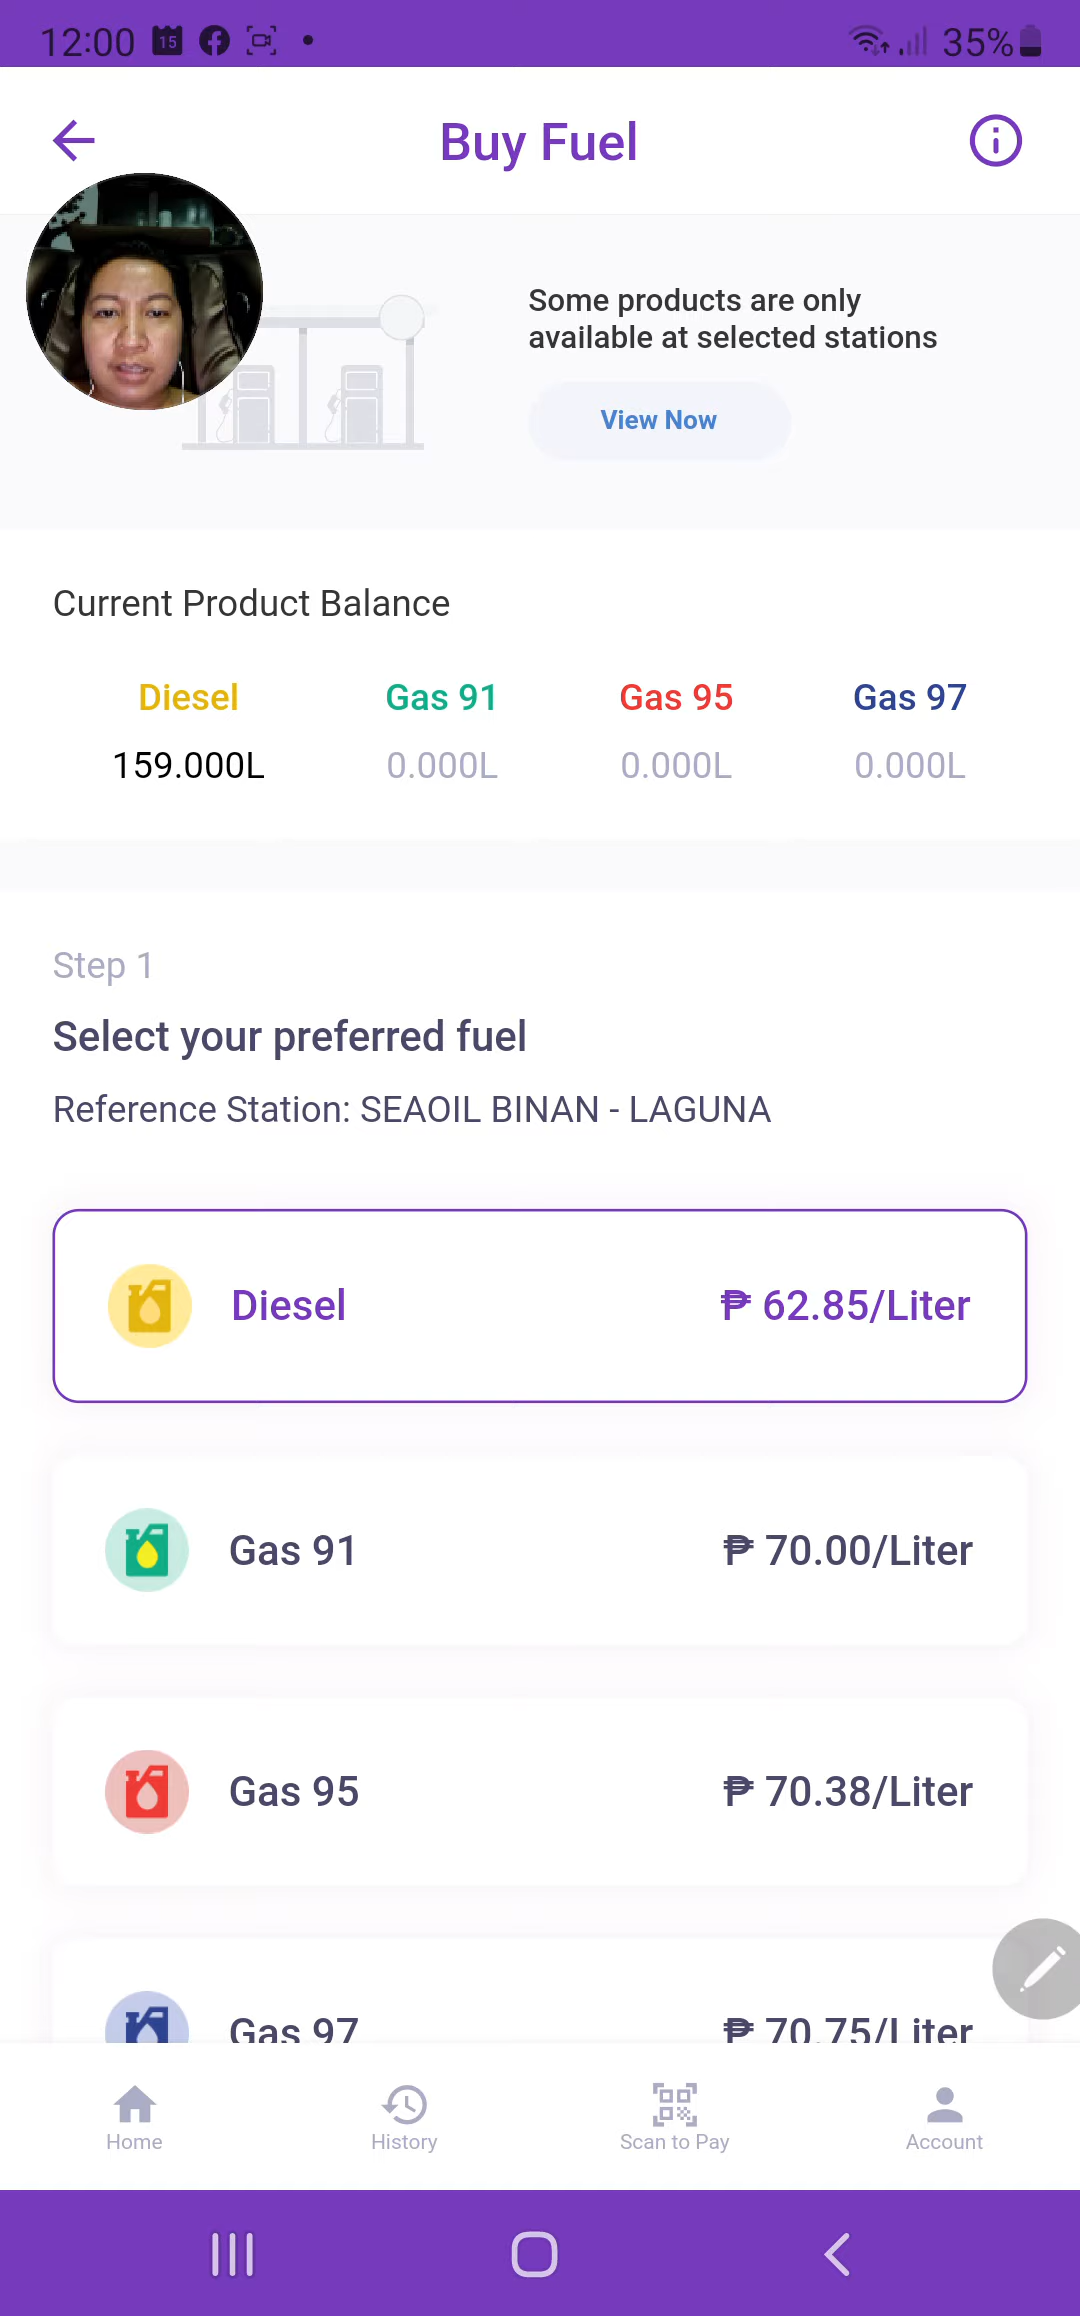 12:00 15 35%
Buy Fuel
Some products are only
available at selected stations
View Now
Current Product Balance
Diesel Gas 91 Gas 95 Gas 97
159.000L 0.000L 0.000L 0.000L
Step 1
Select your preferred fuel
Reference Station: SEAOIL BINAN - LAGUNA
Diesel ₱ 62.85/Liter
Gas 91 ₱ 70.00/Liter
Gas 95 ₱ 70.38/Liter
Gas 97 ₱ 70.75/Liter
Home History Scan to Pay Account